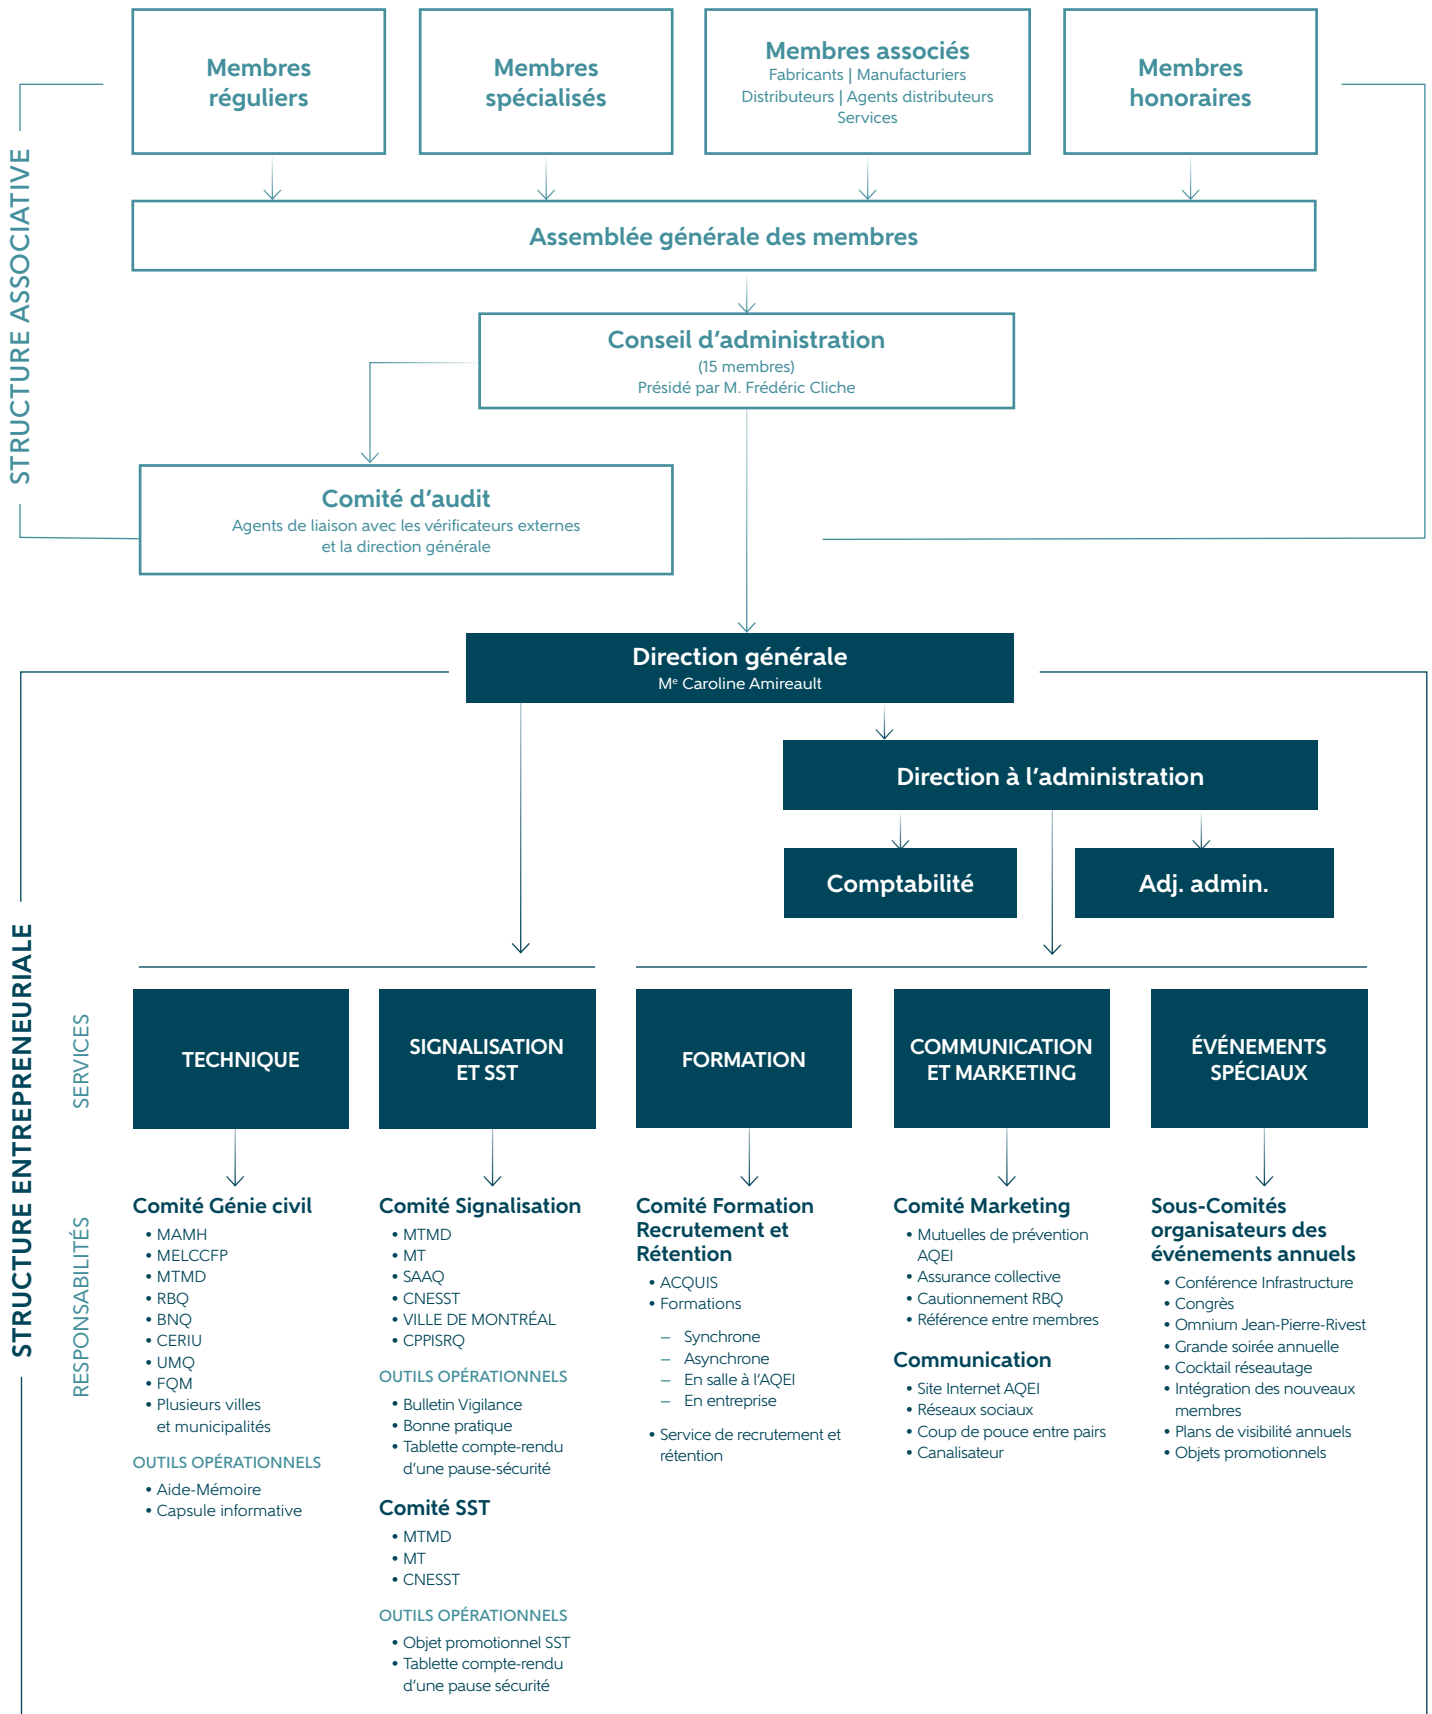 Membres
réguliers
Membres
spécialisés
Membres associés
Fabricants | Manufacturiers
Distributeurs | Agents distributeurs
Services
Membres
honoraires
STRUCTURE ASSOCIATIVE
Assemblée générale des membres
Conseil d'administration
(15 membres)
Présidé par M. Frédéric Cliche
Comité d'audit
Agents de liaison avec les vérificateurs externes
et la direction générale
Direction générale
Me Caroline Amireault
Direction à l'administration
Comptabilité
Adj. admin.
STRUCTURE ENTREPRENEURIALE
SERVICES
TECHNIQUE
SIGNALISATION
ET SST
FORMATION
COMMUNICATION
ET MARKETING
ÉVÉNEMENTS
SPÉCIAUX
RESPONSABILITÉS
Comité Génie civil
• MAMH
• MELCCFP
• MTMD
• RBQ
• BNQ
• CERIU
• UMQ
• FQM
• Plusieurs villes
et municipalités
OUTILS OPÉRATIONNELS
• Aide-Mémoire
• Capsule informative
Comité Signalisation
• MTMD
• MT
• SAAQ
• CNESST
• VILLE DE MONTRÉAL
• CPPISRQ
OUTILS OPÉRATIONNELS
• Bulletin Vigilance
• Bonne pratique
• Tablette compte-rendu
d'une pause-sécurité
Comité SST
• MTMD
• MT
• CNESST
OUTILS OPÉRATIONNELS
• Objet promotionnel SST
• Tablette compte-rendu
d'une pause sécurité
Comité Formation
Recrutement et
Rétention
• ACQUIS
• Formations
– Synchrone
– Asynchrone
– En salle à l'AQEI
– En entreprise
• Service de recrutement et
rétention
Comité Marketing
• Mutuelles de prévention
AQEI
• Assurance collective
• Cautionnement RBQ
• Référence entre membres
Communication
• Site Internet AQEI
• Réseaux sociaux
• Coup de pouce entre pairs
• Canalisateur
Sous-Comités
organisateurs des
événements annuels
• Conférence Infrastructure
• Congrès
• Omnium Jean-Pierre-Rivest
• Grande soirée annuelle
• Cocktail réseautage
• Intégration des nouveaux
membres
• Plans de visibilité annuels
• Objets promotionnels